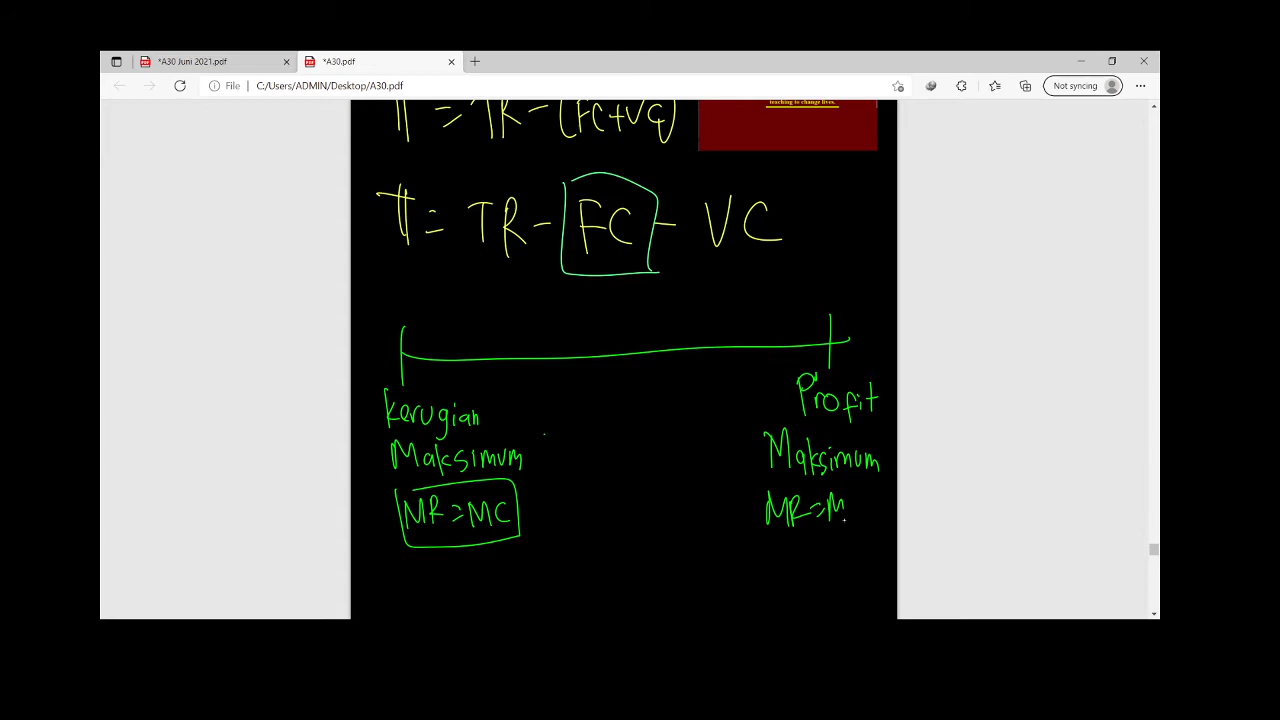 *A30 Juni 2021.pdf
*A30.pdf
File
C:/Users/ADMIN/Desktop/A30.pdf
Not syncing
teaching to change lives.
π = TR - (FC+VC)
π = TR - FC - VC
Kerugian
Maksimum
MR = MC
Profit
Maksimum
MR = M